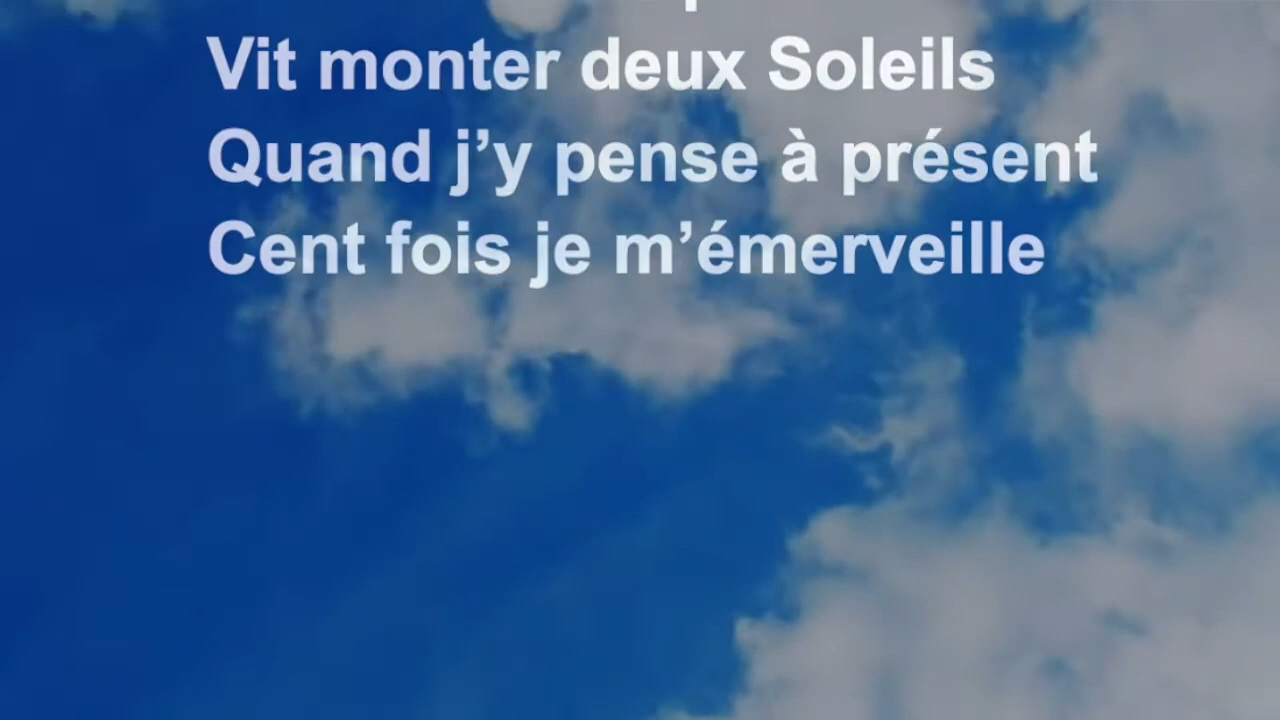 Vit monter deux Soleils
Quand j’y pense à présent
Cent fois je m’émerveille